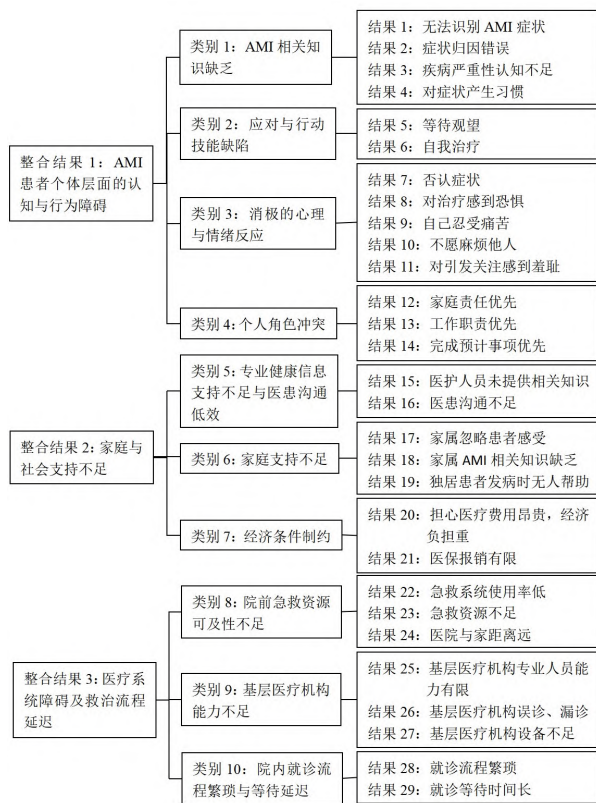 整合结果 1：AMI
患者个体层面的认
知与行为障碍
类别 1：AMI 相关知
识缺乏
结果 1：无法识别 AMI 症状
结果 2：症状归因错误
结果 3：疾病严重性认知不足
结果 4：对症状产生习惯
类别 2：应对与行动
技能缺陷
结果 5：等待观望
结果 6：自我治疗
类别 3：消极的心理
与情绪反应
结果 7：否认症状
结果 8：对治疗感到恐惧
结果 9：自己忍受痛苦
结果 10：不愿麻烦他人
结果 11：对引发关注感到羞耻
类别 4：个人角色冲突
结果 12：家庭责任优先
结果 13：工作职责优先
结果 14：完成预计事项优先
整合结果 2：家庭与
社会支持不足
类别 5：专业健康信息
支持不足与医患沟通
低效
结果 15：医护人员未提供相关知识
结果 16：医患沟通不足
类别 6：家庭支持不足
结果 17：家属忽略患者感受
结果 18：家属 AMI 相关知识缺乏
结果 19：独居患者发病时无人帮助
类别 7：经济条件制约
结果 20：担心医疗费用昂贵，经济
负担重
结果 21：医保报销有限
整合结果 3：医疗系
统障碍及救治流程
延迟
类别 8：院前急救资源
可及性不足
结果 22：急救系统使用率低
结果 23：急救资源不足
结果 24：医院与家距离远
类别 9：基层医疗机构
能力不足
结果 25：基层医疗机构专业人员能
力有限
结果 26：基层医疗机构误诊、漏诊
结果 27：基层医疗机构设备不足
类别 10：院内就诊流
程繁琐与等待延迟
结果 28：就诊流程繁琐
结果 29：就诊等待时间长